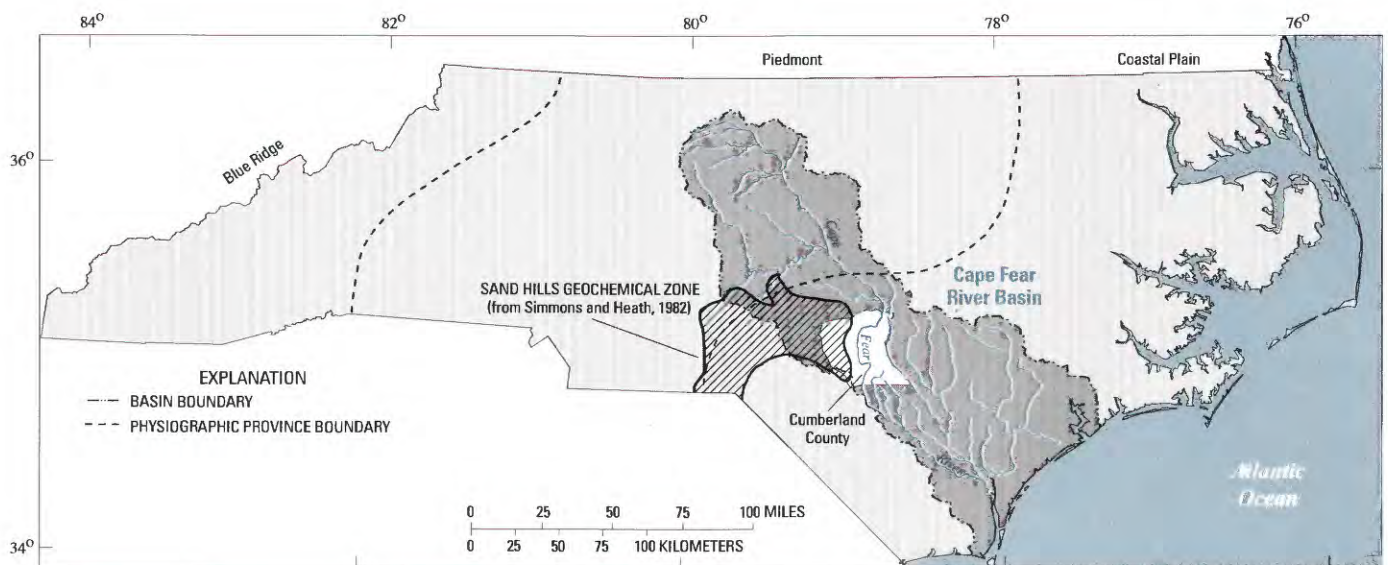 84°
82°
80°
78°
76°
Piedmont
Coastal Plain
36°
Blue Ridge
Cape
SAND HILLS GEOCHEMICAL ZONE
(from Simmons and Heath, 1982)
Cape Fear
River Basin
Fear
EXPLANATION
BASIN BOUNDARY
PHYSIOGRAPHIC PROVINCE BOUNDARY
Cumberland
County
River
Atlantic
Ocean
0 25 50 75 100 MILES
0 25 50 75 100 KILOMETERS
34°